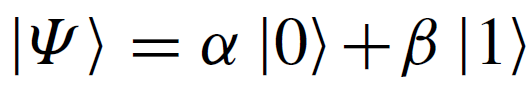 |Ψ⟩ = α |0⟩ + β |1⟩